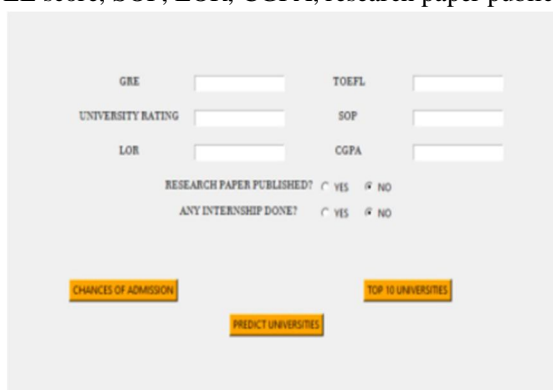 GRE TOEFL
UNIVERSITY RATING SOP
LOR CGPA
RESEARCH PAPER PUBLISHED? YES NO
ANY INTERNSHIP DONE? YES NO
CHANCES OF ADMISSION TOP 10 UNIVERSITIES
PREDICT UNIVERSITIES